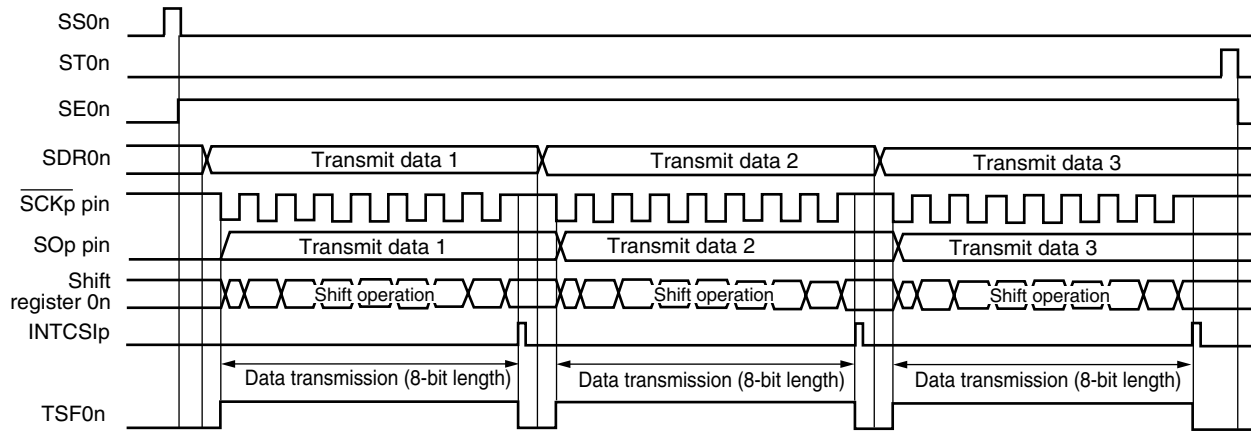 SS0n
ST0n
SE0n
SDR0n Transmit data 1 Transmit data 2 Transmit data 3
SCKp pin
SOp pin Transmit data 1 Transmit data 2 Transmit data 3
Shift
register 0n Shift operation Shift operation Shift operation
INTCSIp
Data transmission (8-bit length) Data transmission (8-bit length) Data transmission (8-bit length)
TSF0n